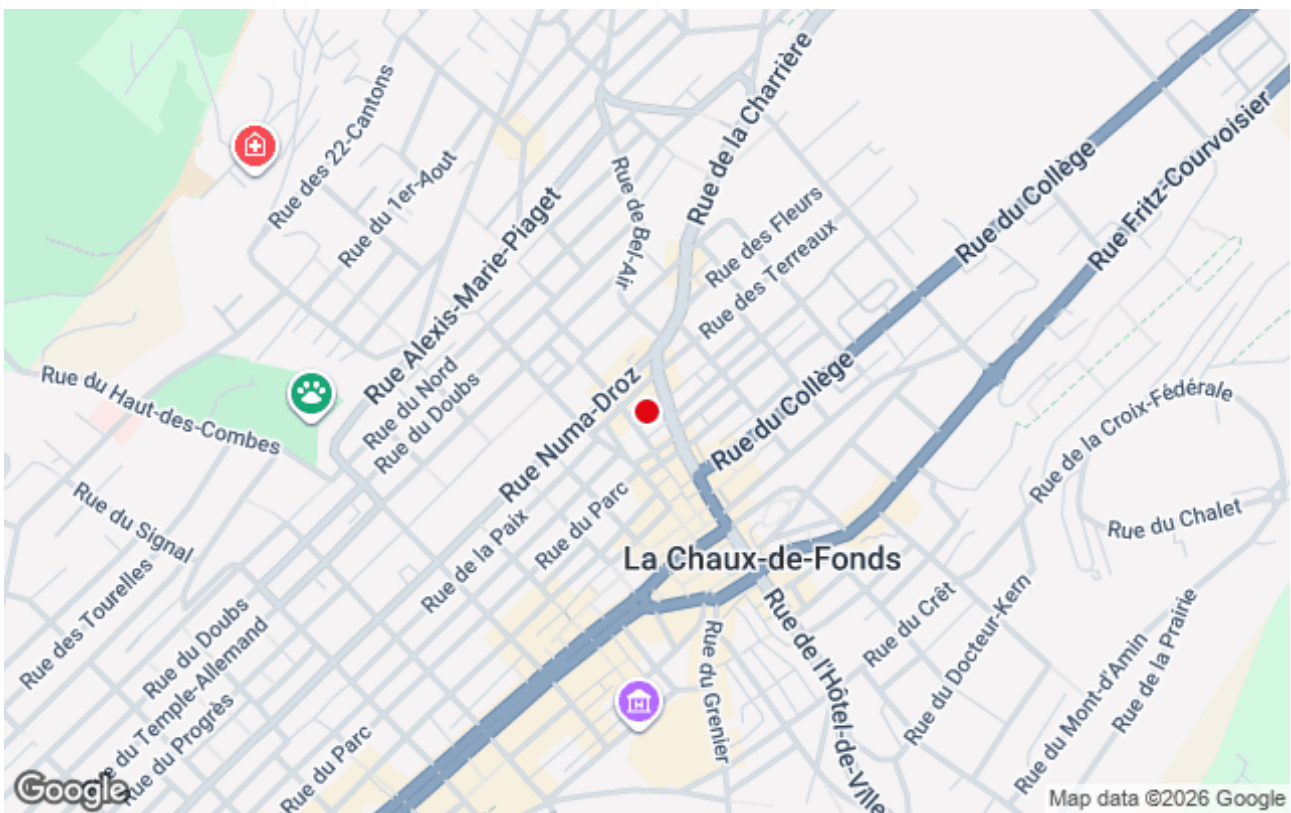 Rue de la Charrière
Rue des 22-Cantons
Rue du 1er-Aout
Rue de Bel-Air
Rue Alexis-Marie-Piaget
Rue des Fleurs
Rue des Terreaux
Rue du Collège
Rue Fritz-Courvoisier
Rue du Haut-des-Combes
Rue du Nord
Rue du Doubs
Rue Numa-Droz
Rue du Collège
Rue de la Croix-Fédérale
Rue du Chalet
Rue du Signal
Rue de la Paix
Rue du Parc
La Chaux-de-Fonds
Rue des Tourelles
Rue du Doubs
Rue du Temple-Allemand
Rue du Progrès
Rue du Parc
Rue du Grenier
Rue de l'Hôtel-de-Ville
Rue du Crêt
Rue du Docteur-Kern
Rue du Mont-d'Amin
Rue de la Prairie
H
Google
Map data ©2026 Google